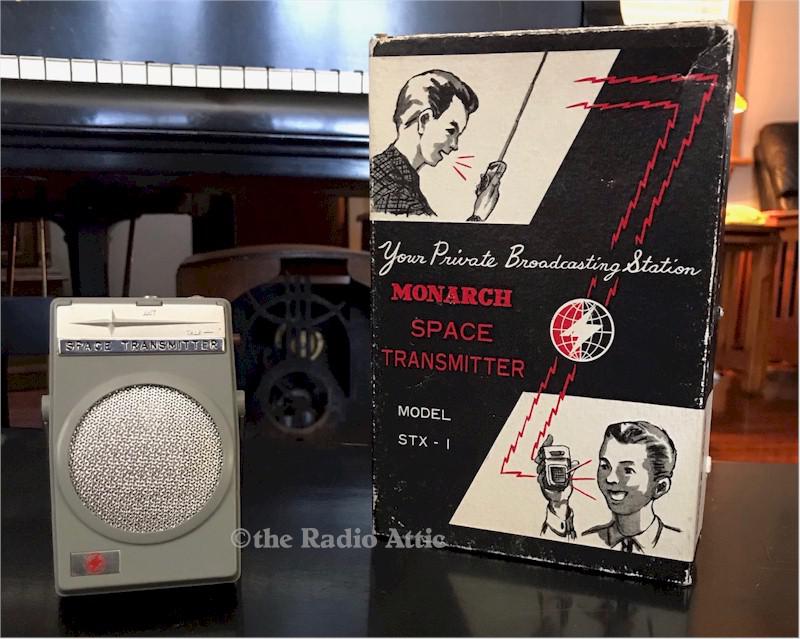 Your Private Broadcasting Station
MONARCH
SPACE
TRANSMITTER
MODEL
STX - 1
ANT
TALK
SPACE TRANSMITTER
©the Radio Attic